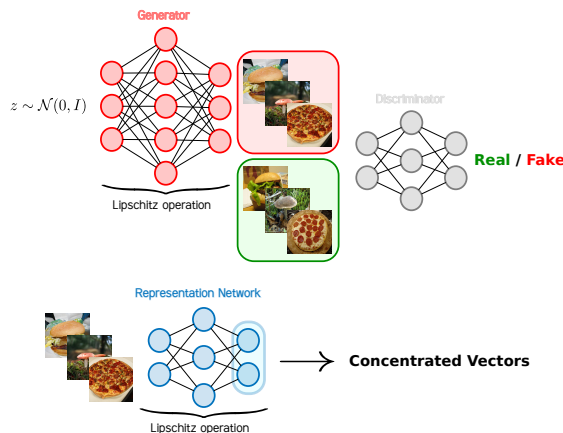 Generator
z ∼ 𝒩(0, I)
Discriminator
Real / Fake
Lipschitz operation
Representation Network
Concentrated Vectors
Lipschitz operation